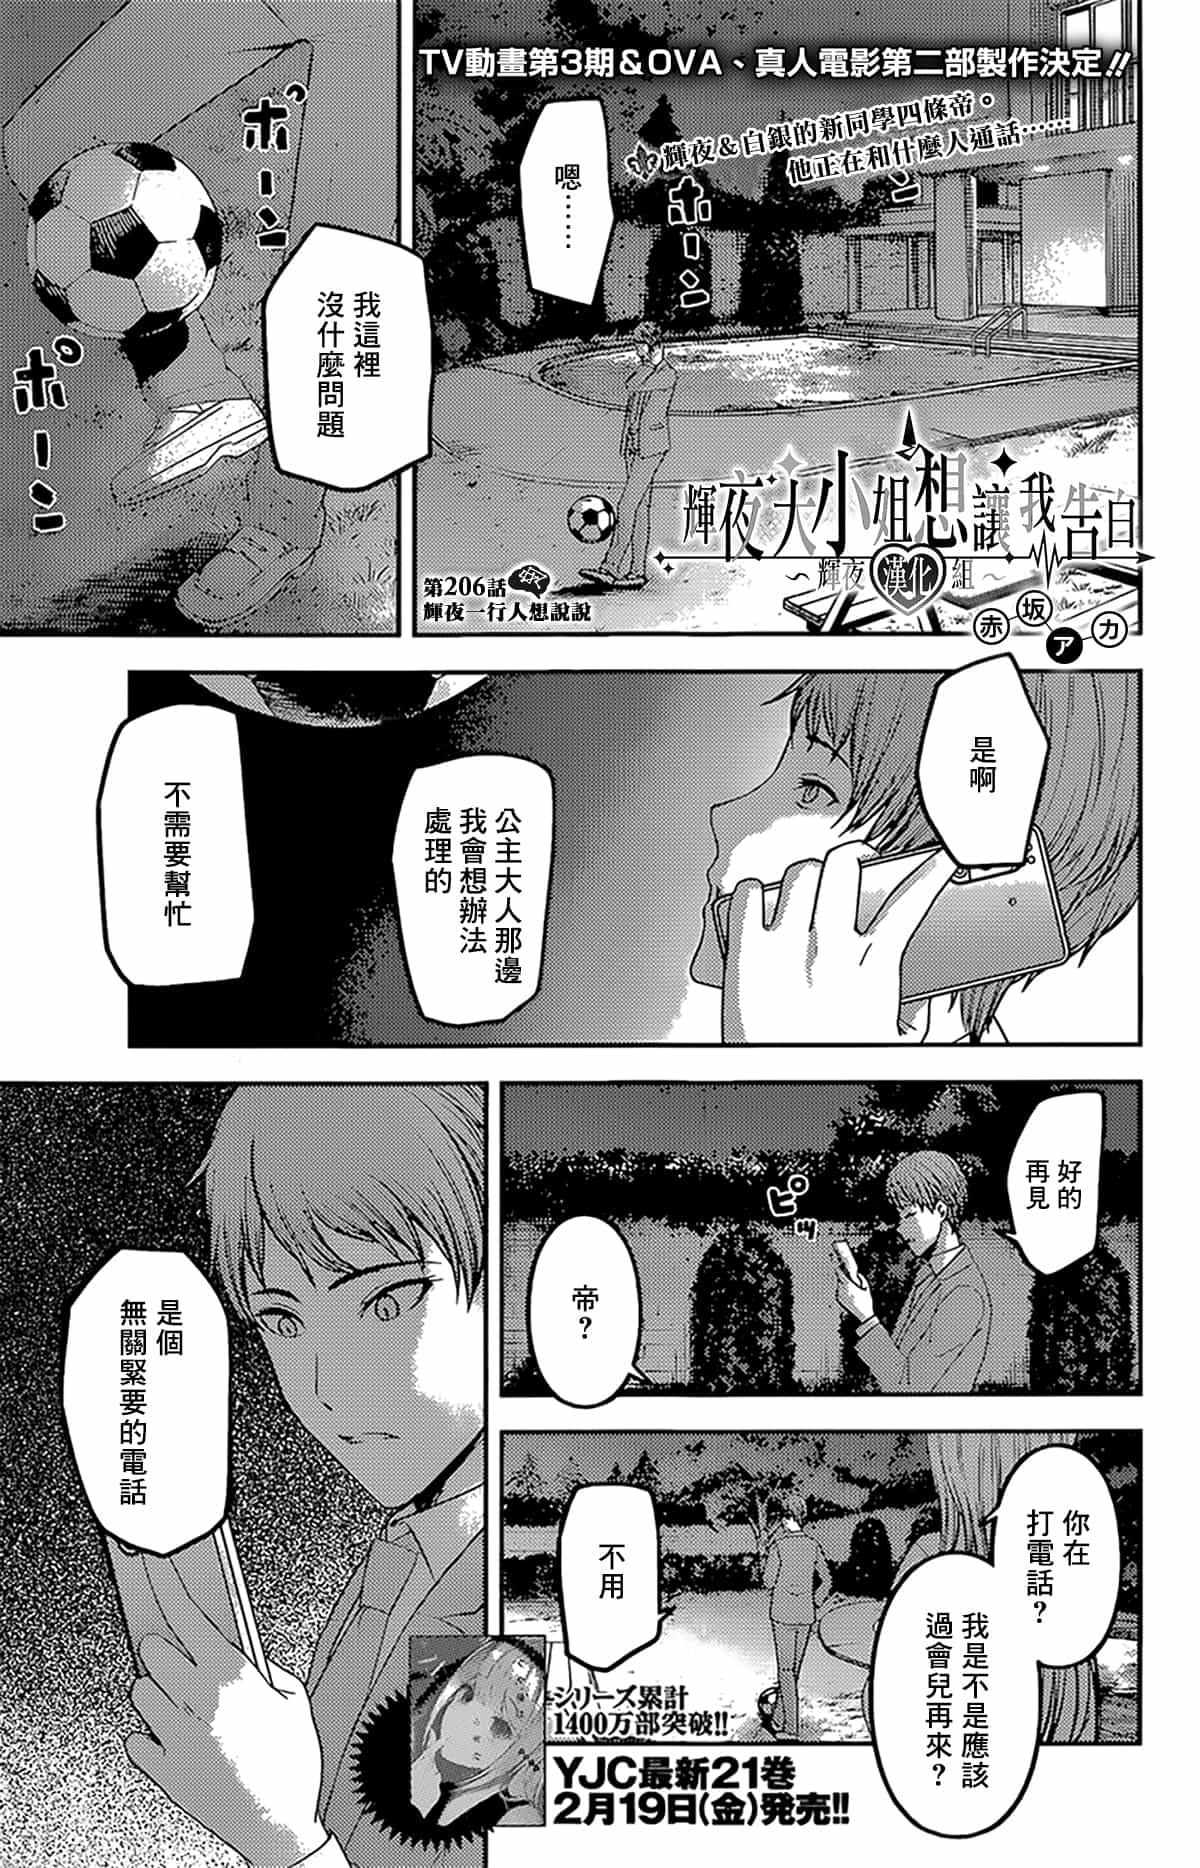 TV動畫第3期＆OVA、真人電影第二部製作決定!!
輝夜＆白銀的新同學四條帝。
他正在和什麼人通話……
嗯……
ポーン
ポーン
我這裡
沒什麼問題
ポーン
輝夜大小姐想讓我告白
～輝夜漢化組～
赤坂アカ
第206話
輝夜一行人想說說
是啊
公主大人那邊
我會想辦法
處理的
不需要幫忙
好的
再見
ピッ
帝?
你在
打電話?
我是不是應該
過會兒再來?
不用
是個
無關緊要的電話
シリーズ累計
1400万部突破!!
YJC最新21巻
2月19日(金)発売!!